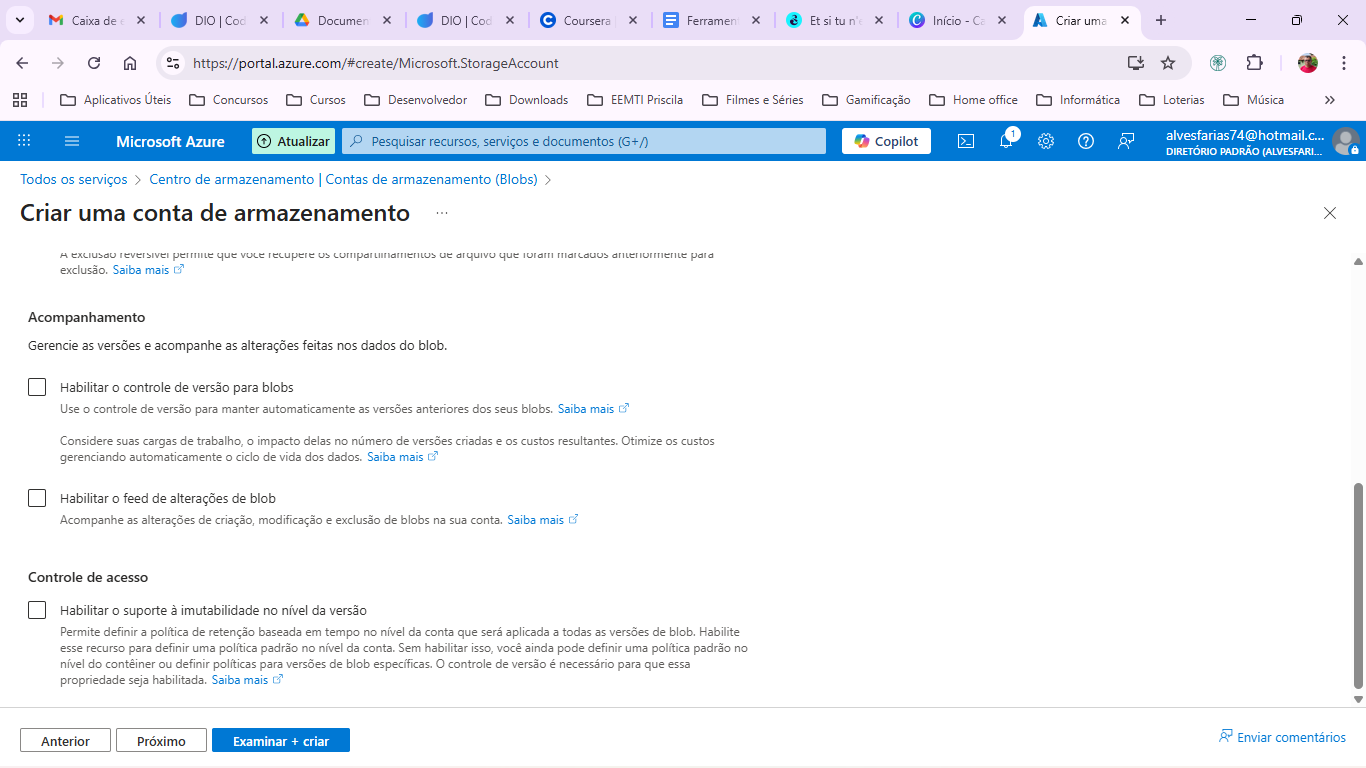 Caixa de e
DIO | Cod
Documen
DIO | Cod
Coursera
Ferrament
Et si tu n'e
Início - Ca
Criar uma
https://portal.azure.com/#create/Microsoft.StorageAccount
Aplicativos Úteis
Concursos
Cursos
Desenvolvedor
Downloads
EEMTI Priscila
Filmes e Séries
Gamificação
Home office
Informática
Loterias
Música
Microsoft Azure
Atualizar
Pesquisar recursos, serviços e documentos (G+/)
Copilot
1
alvesfarias74@hotmail.c...
DIRETÓRIO PADRÃO (ALVESFARI...
Todos os serviços > Centro de armazenamento | Contas de armazenamento (Blobs) >
Criar uma conta de armazenamento ...
A exclusão reversível permite que você recupere os compartilhamentos de arquivo que foram marcados anteriormente para
exclusão. Saiba mais
Acompanhamento
Gerencie as versões e acompanhe as alterações feitas nos dados do blob.
Habilitar o controle de versão para blobs
Use o controle de versão para manter automaticamente as versões anteriores dos seus blobs. Saiba mais
Considere suas cargas de trabalho, o impacto delas no número de versões criadas e os custos resultantes. Otimize os custos
gerenciando automaticamente o ciclo de vida dos dados. Saiba mais
Habilitar o feed de alterações de blob
Acompanhe as alterações de criação, modificação e exclusão de blobs na sua conta. Saiba mais
Controle de acesso
Habilitar o suporte à imutabilidade no nível da versão
Permite definir a política de retenção baseada em tempo no nível da conta que será aplicada a todas as versões de blob. Habilite
esse recurso para definir uma política padrão no nível da conta. Sem habilitar isso, você ainda pode definir uma política padrão no
nível do contêiner ou definir políticas para versões de blob específicas. O controle de versão é necessário para que essa
propriedade seja habilitada. Saiba mais
Anterior
Próximo
Examinar + criar
Enviar comentários